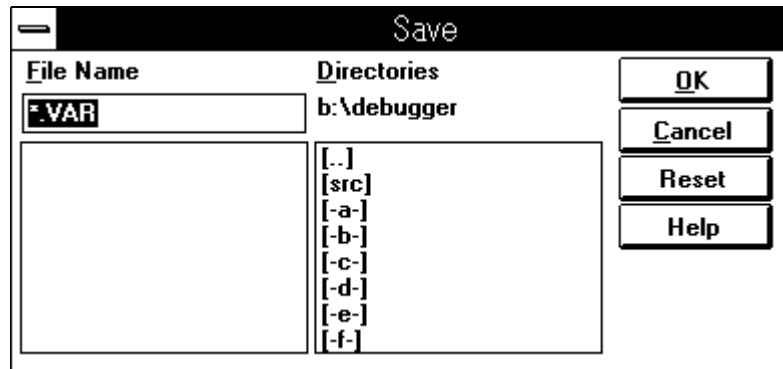 Save
File Name
*.VAR
Directories
b:\debugger
[..]
[src]
[-a-]
[-b-]
[-c-]
[-d-]
[-e-]
[-f-]
OK
Cancel
Reset
Help